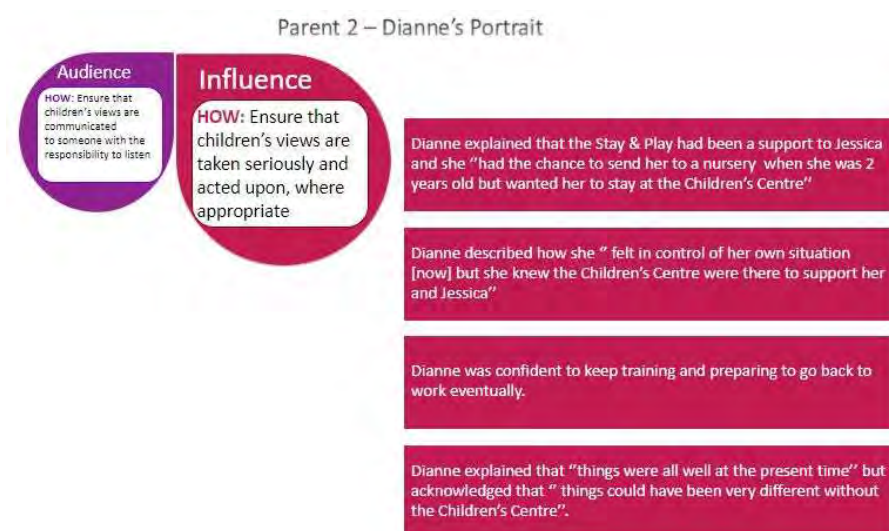 Parent 2 – Dianne's Portrait
Audience
HOW: Ensure that
children's views are
communicated
to someone with the
responsibility to listen
Influence
HOW: Ensure that
children's views are
taken seriously and
acted upon, where
appropriate
Dianne explained that the Stay & Play had been a support to Jessica
and she “had the chance to send her to a nursery when she was 2
years old but wanted her to stay at the Children's Centre”
Dianne described how she “ felt in control of her own situation
[now] but she knew the Children's Centre were there to support her
and Jessica”
Dianne was confident to keep training and preparing to go back to
work eventually.
Dianne explained that “things were all well at the present time” but
acknowledged that “ things could have been very different without
the Children's Centre”.